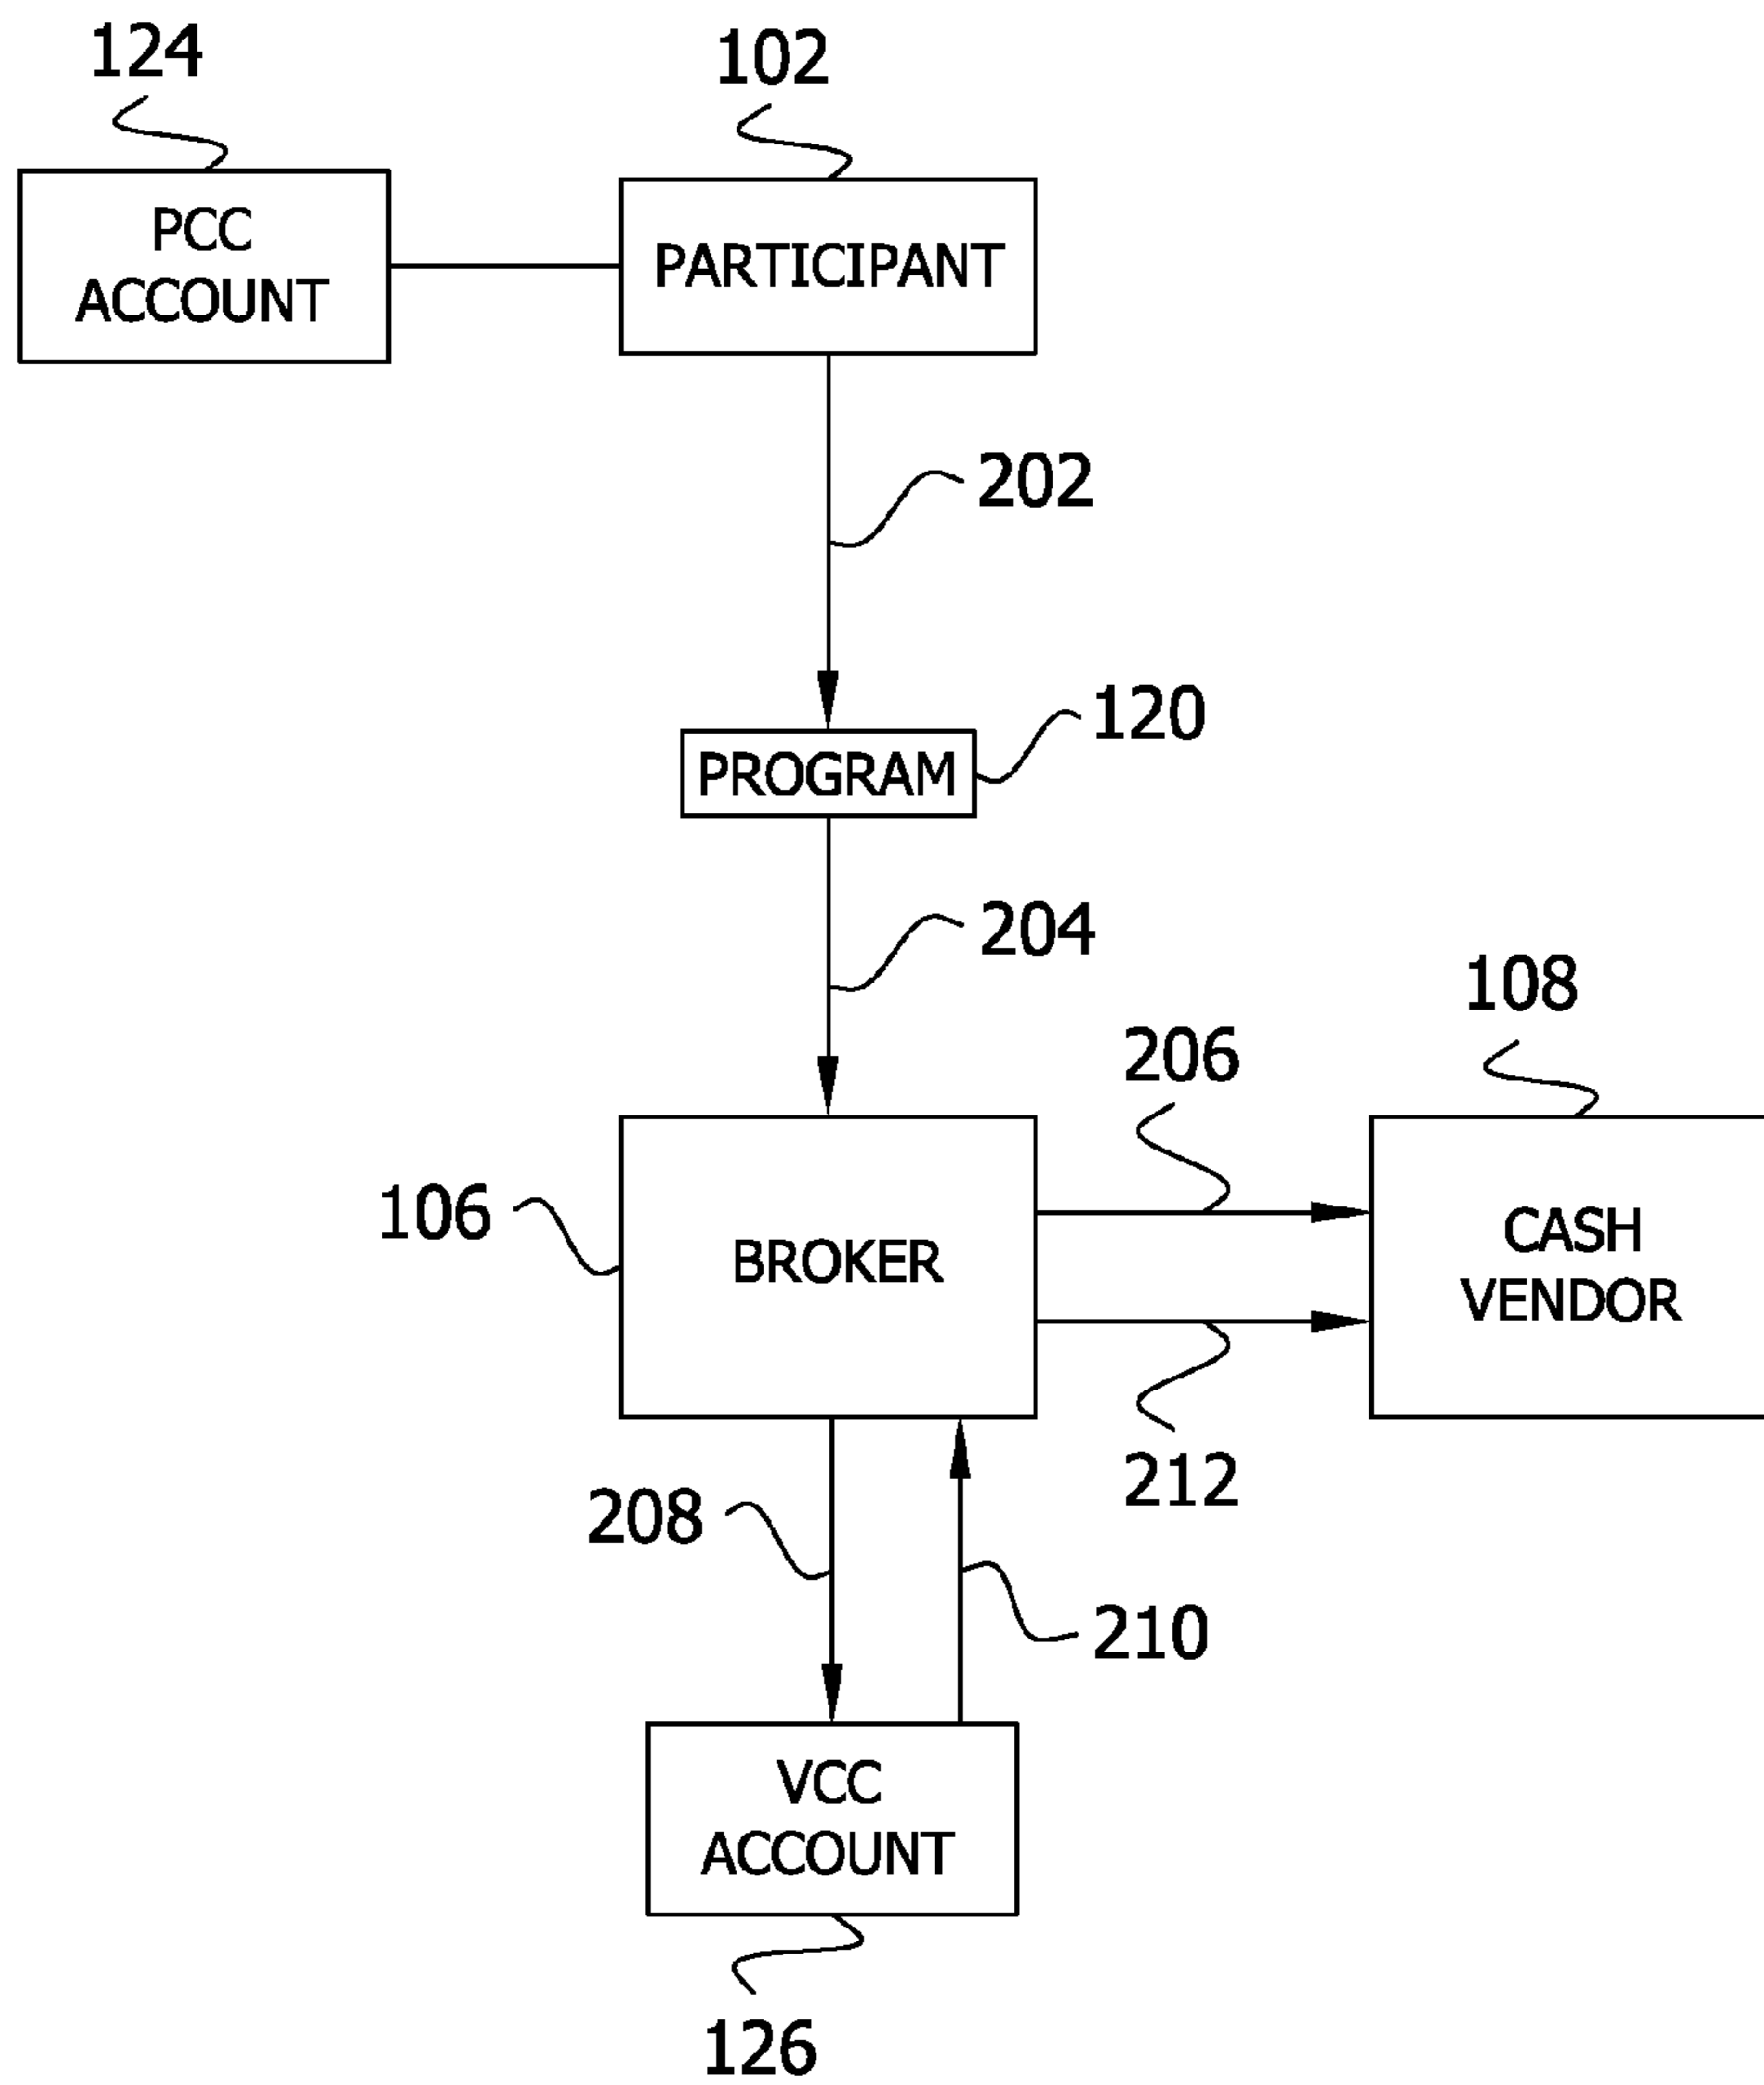 124
102
PCC
ACCOUNT
PARTICIPANT
202
120
PROGRAM
204
108
206
106
BROKER
CASH
VENDOR
212
208
210
VCC
ACCOUNT
126